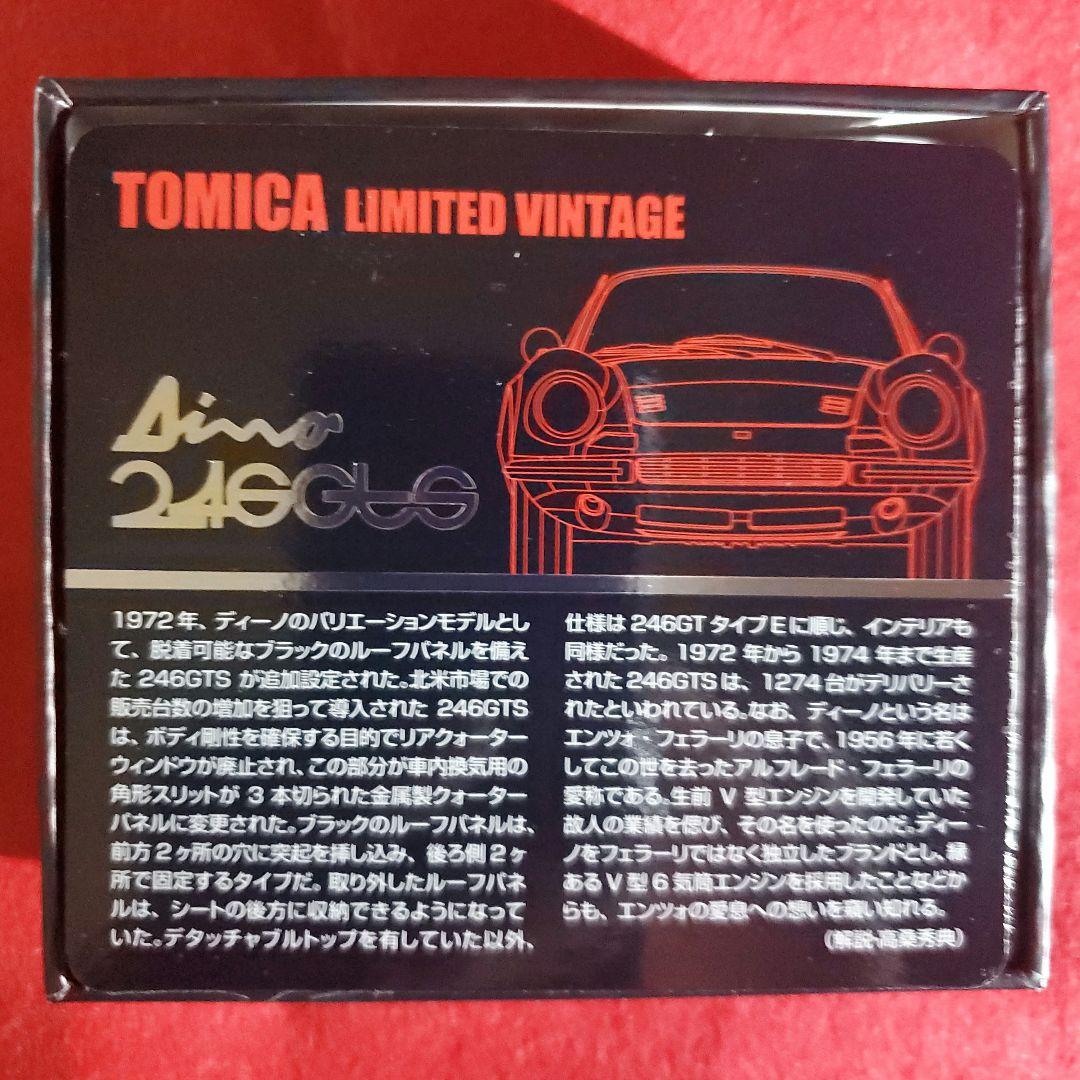 TOMICA LIMITED VINTAGE
Dino
246GTS
1972年、ディーノのバリエーションモデルとし
て、脱着可能なブラックのルーフパネルを備え
た 246GTS が追加設定された。北米市場での
販売台数の増加を狙って導入された 246GTS
は、ボディ剛性を確保する目的でリアクォーター
ウィンドウが廃止され、この部分が車内換気用の
角形スリットが 3 本切られた金属製クォーター
パネルに変更された。ブラックのルーフパネルは、
前方2ヶ所の穴に突起を挿し込み、後ろ側2ヶ
所で固定するタイプだ。取り外したルーフパネ
ルは、シートの後方に収納できるようになって
いた。デタッチャブルトップを有していた以外、
仕様は 246GT タイプEに順じ、インテリアも
同様だった。1972 年から 1974 年まで生産
された246GTSは、1274台がデリバリーさ
れたといわれている。なお、ディーノという名は
エンツォ・フェラーリの息子で、1956年に若く
してこの世を去ったアルフレード・フェラーリの
愛称である。生前 V 型エンジンを開発していた
故人の業績を偲び、その名を使ったのだ。ディー
ノをフェラーリではなく独立したブランドとし、縁
あるV型6気筒エンジンを採用したことなどか
らも、エンツォの愛息への想いを窺い知れる。
(解説・高桑秀典)